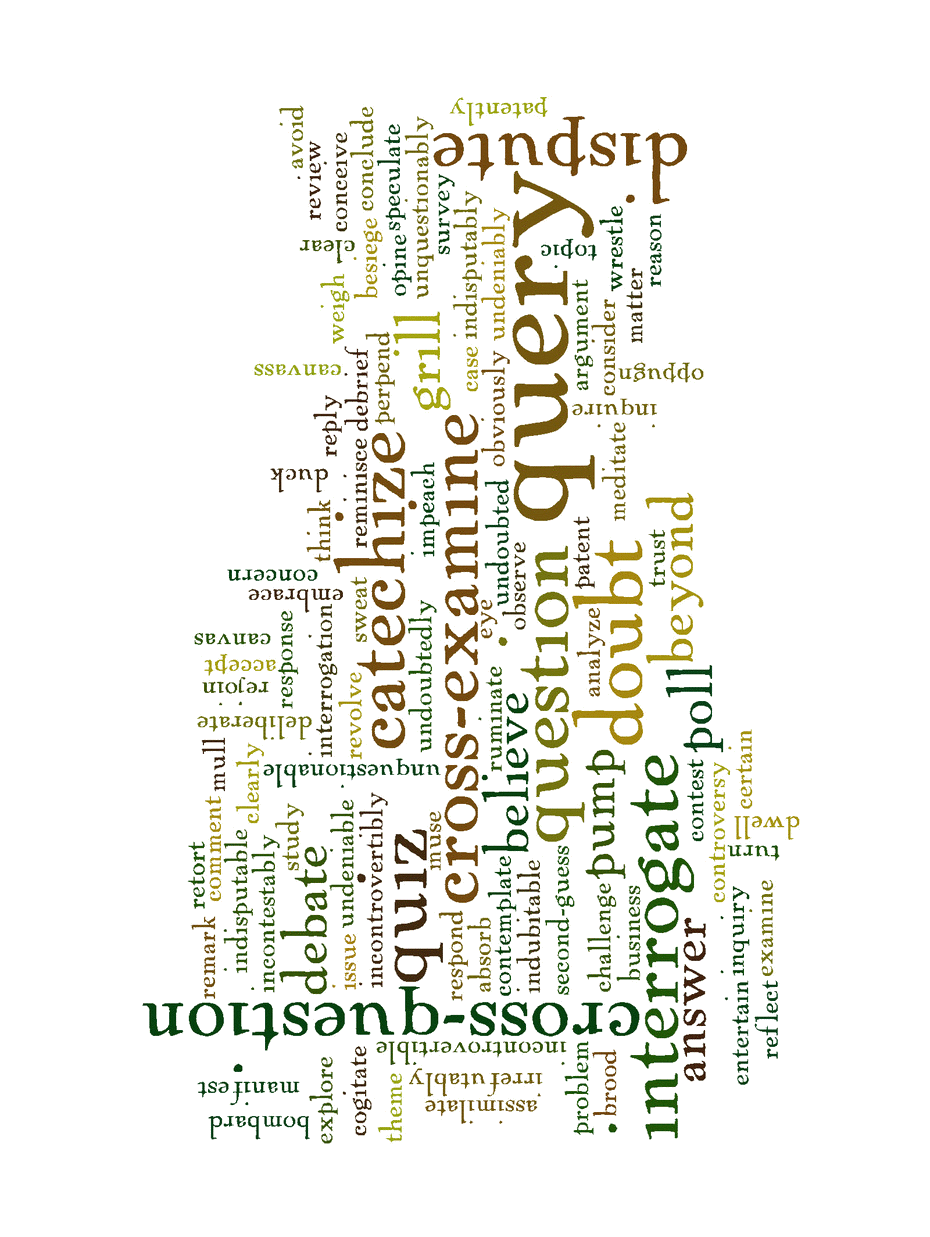 patently
dispute
avoid
review
conceive
conclude
speculate
unquestionably
survey
query
clear
besiege
opine
indisputably
undeniably
topic
wrestle
reason
matter
weigh
grill
case
obviously
argument
consider
canvass
debrief
perpend
oppugn
inquire
reply
reminisce
catechize
cross-examine
meditate
duck
think
impeach
undoubted
observe
patent
doubt
trust
beyond
concern
embrace
sweat
undoubtedly
eye
question
analyze
canvas
accept
rejoin
response
interrogation
revolve
deliberate
ruminate
believe
poll
mull
clearly
unquestionable
pump
interrogate
contest
controversy
certain
dwell
turn
retort
comment
indisputable
incontestably
study
debate
undeniable
incontrovertibly
quiz
muse
remark
issue
respond
absorb
contemplate
indubitable
second-guess
challenge
business
answer
inquiry
examine
entertain
reflect
cross-question
incontrovertible
irrefutably
assimilate
manifest
bombard
explore
cogitate
theme
problem
brood